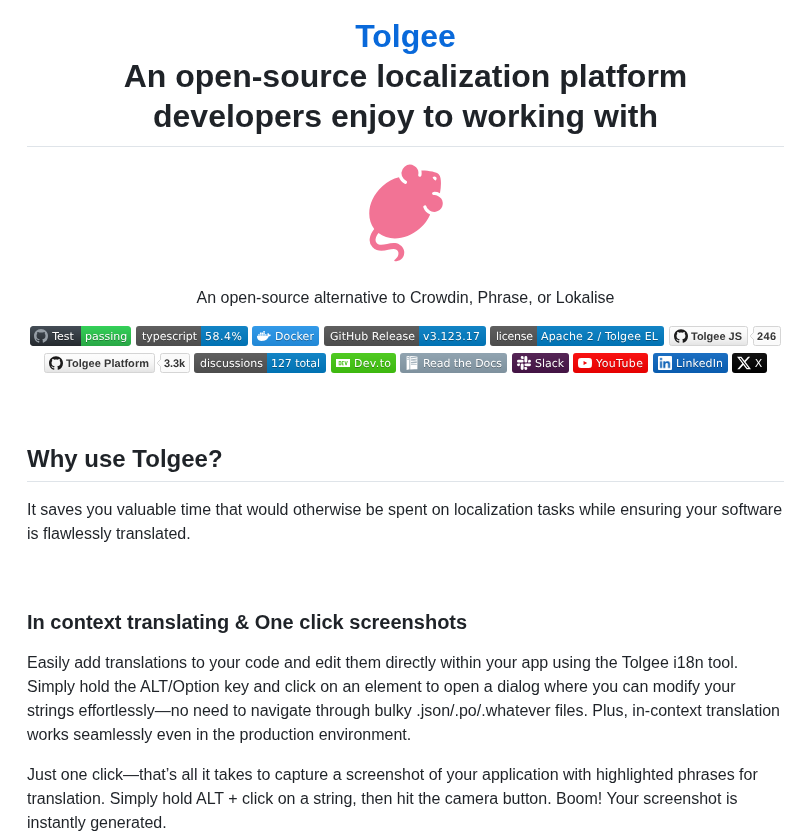 Tolgee
An open-source localization platform
developers enjoy to working with
An open-source alternative to Crowdin, Phrase, or Lokalise
Test passing typescript 58.4% Docker GitHub Release v3.123.17 license Apache 2 / Tolgee EL Tolgee JS 246
Tolgee Platform 3.3k discussions 127 total DEV Dev.to Read the Docs Slack YouTube LinkedIn X
Why use Tolgee?
It saves you valuable time that would otherwise be spent on localization tasks while ensuring your software
is flawlessly translated.
In context translating & One click screenshots
Easily add translations to your code and edit them directly within your app using the Tolgee i18n tool.
Simply hold the ALT/Option key and click on an element to open a dialog where you can modify your
strings effortlessly—no need to navigate through bulky .json/.po/.whatever files. Plus, in-context translation
works seamlessly even in the production environment.
Just one click—that’s all it takes to capture a screenshot of your application with highlighted phrases for
translation. Simply hold ALT + click on a string, then hit the camera button. Boom! Your screenshot is
instantly generated.